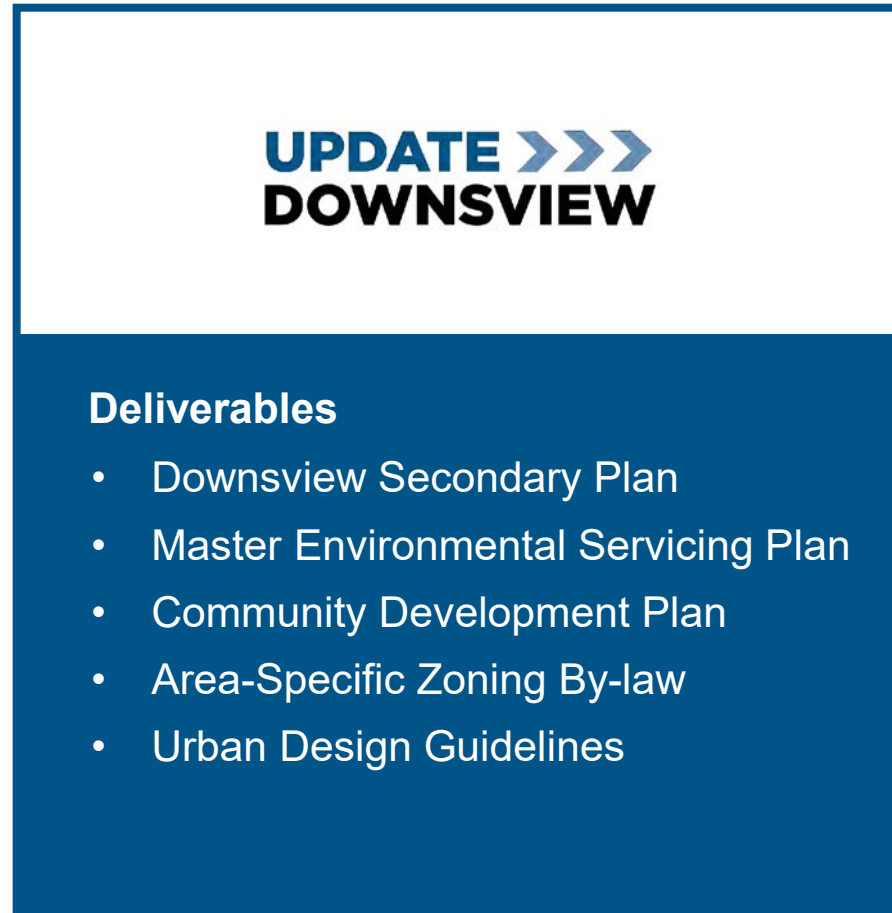 UPDATE >>>
DOWNSVIEW
Deliverables
• Downsview Secondary Plan
• Master Environmental Servicing Plan
• Community Development Plan
• Area-Specific Zoning By-law
• Urban Design Guidelines